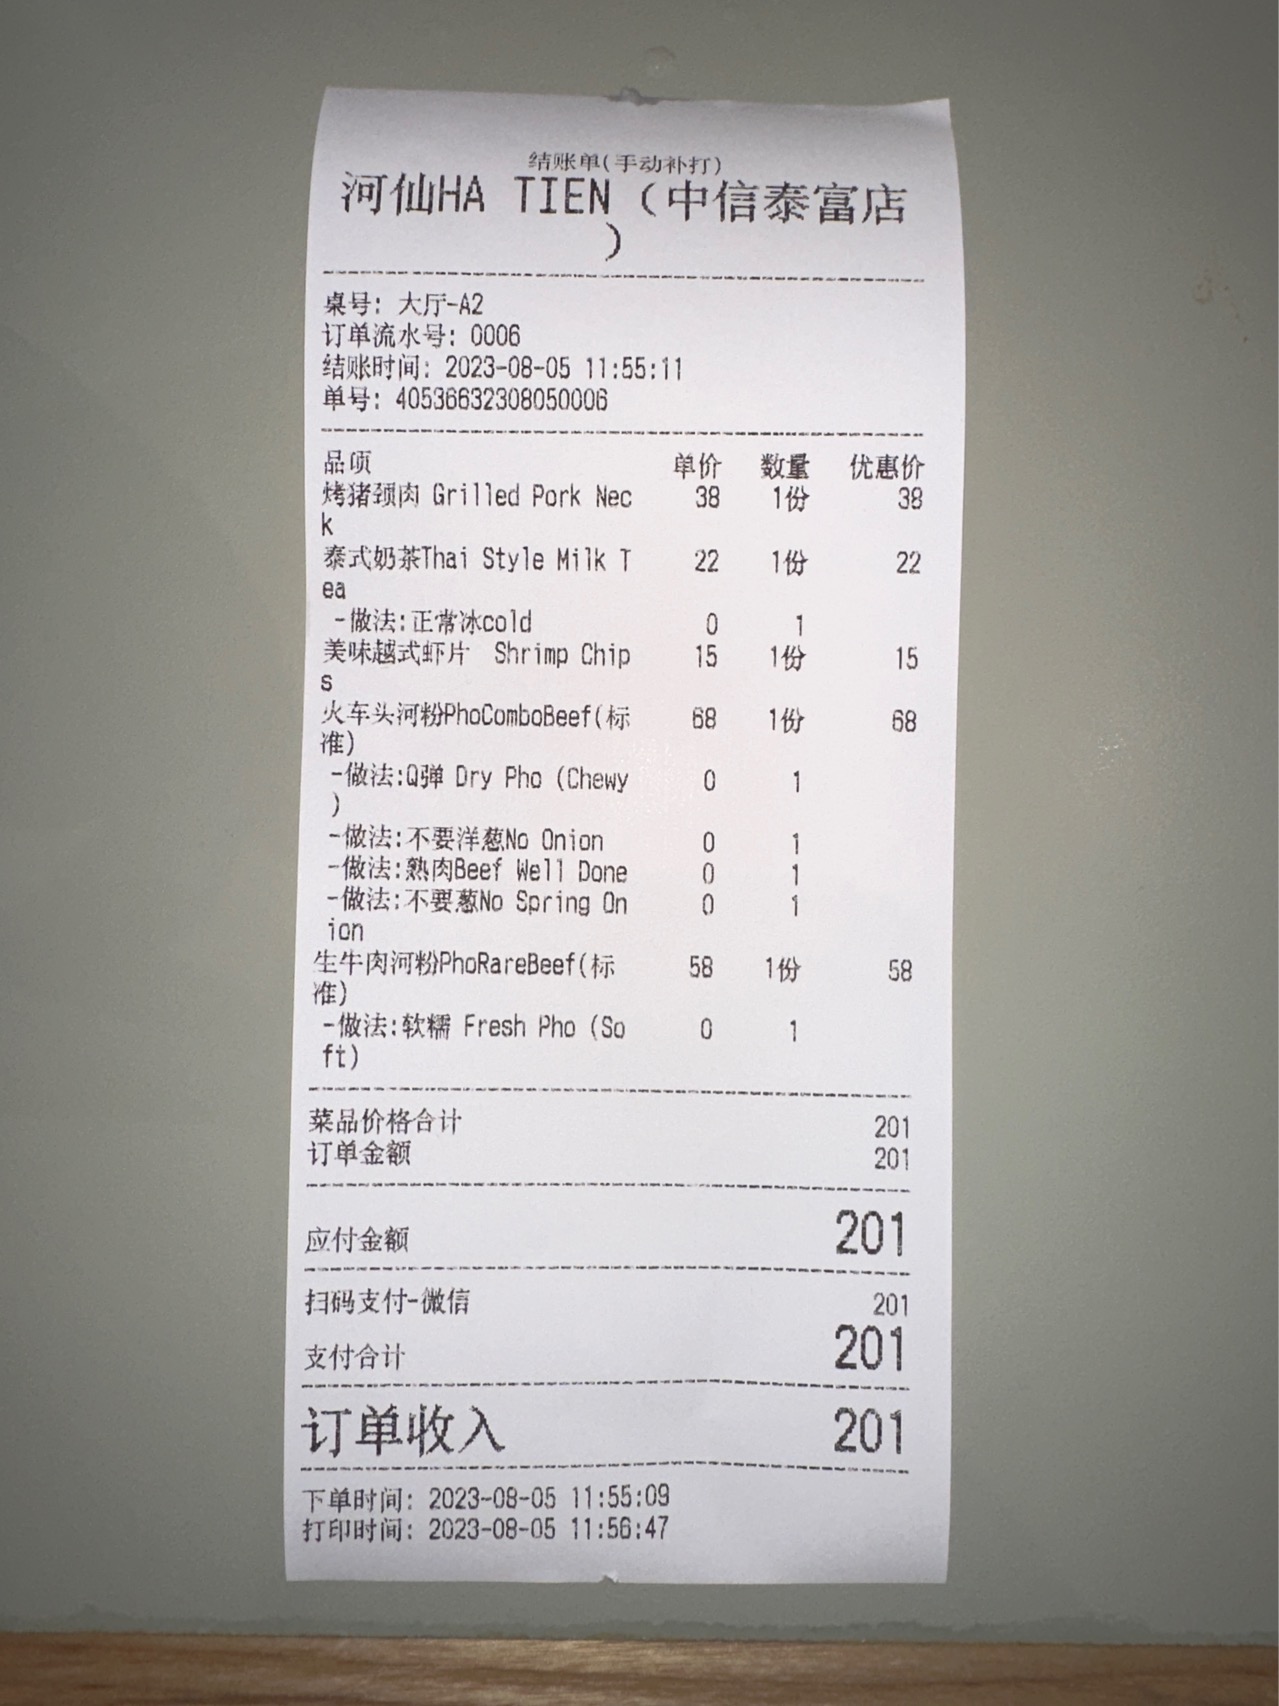 结账单(手动补打)
河仙HA TIEN (中信泰富店
)
桌号: 大厅-A2
订单流水号: 0006
结账时间: 2023-08-05 11:55:11
单号: 40536632308050006
品项 单价 数量 优惠价
烤猪颈肉 Grilled Pork Nec 38 1份 38
k
泰式奶茶Thai Style Milk T 22 1份 22
ea
-做法:正常冰cold 0 1
美味越式虾片 Shrimp Chip 15 1份 15
s
火车头河粉PhoComboBeef(标 68 1份 68
准)
-做法:Q弹 Dry Pho (Chewy 0 1
)
-做法:不要洋葱No Onion 0 1
-做法:熟肉Beef Well Done 0 1
-做法:不要葱No Spring On 0 1
ion
生牛肉河粉PhoRareBeef(标 58 1份 58
准)
-做法:软糯 Fresh Pho (So 0 1
ft)
菜品价格合计 201
订单金额 201
应付金额 201
扫码支付-微信 201
支付合计 201
订单收入 201
下单时间: 2023-08-05 11:55:09
打印时间: 2023-08-05 11:56:47